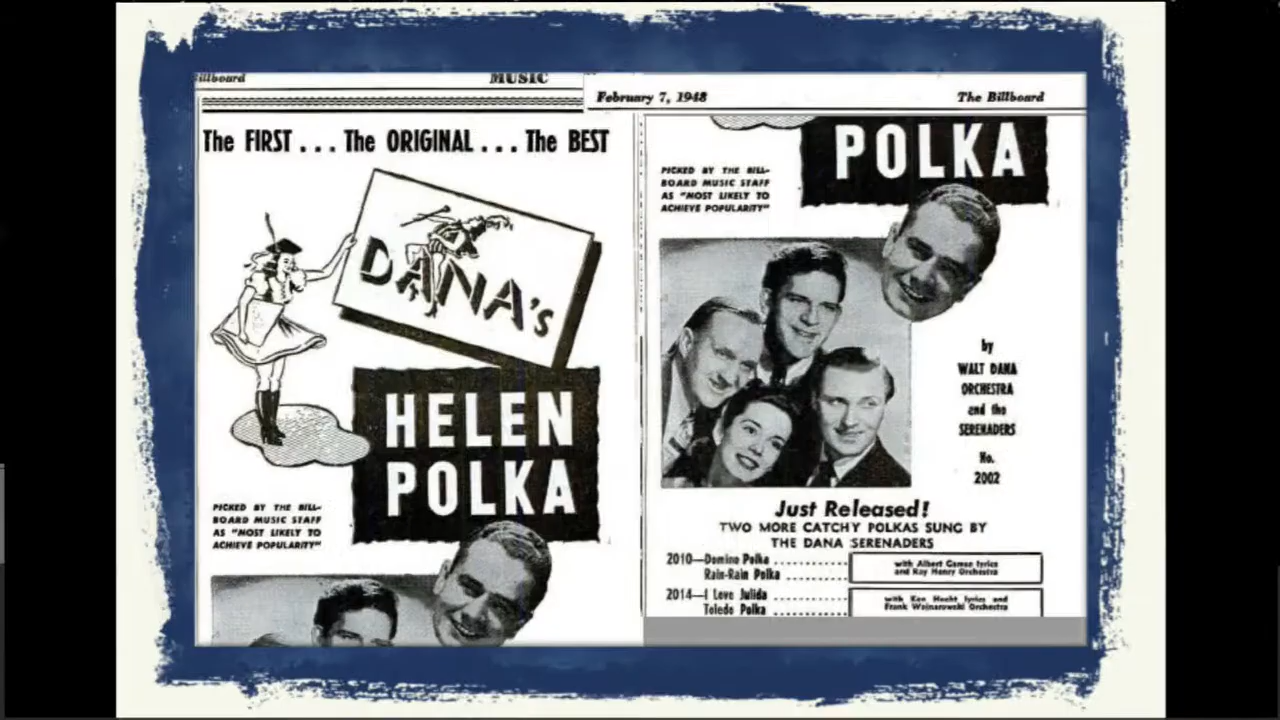 Billboard
MUSIC
The FIRST . . . The ORIGINAL . . . The BEST
DANA's
HELEN
POLKA
PICKED BY THE BILL-
BOARD MUSIC STAFF
AS "MOST LIKELY TO
ACHIEVE POPULARITY"
February 7, 1948
The Billboard
POLKA
PICKED BY THE BILL-
BOARD MUSIC STAFF
AS "MOST LIKELY TO
ACHIEVE POPULARITY"
by
WALT DANA
ORCHESTRA
and the
SERENADERS
No.
2002
Just Released!
TWO MORE CATCHY POLKAS SUNG BY
THE DANA SERENADERS
2010—Domino Polka
Rain-Rain Polka
with Albert Gamse lyrics
and Ray Henry Orchestra
2014—I Love Julida
Toledo Polka
with Ken Hecht lyrics and
Frank Wojnarowski Orchestra